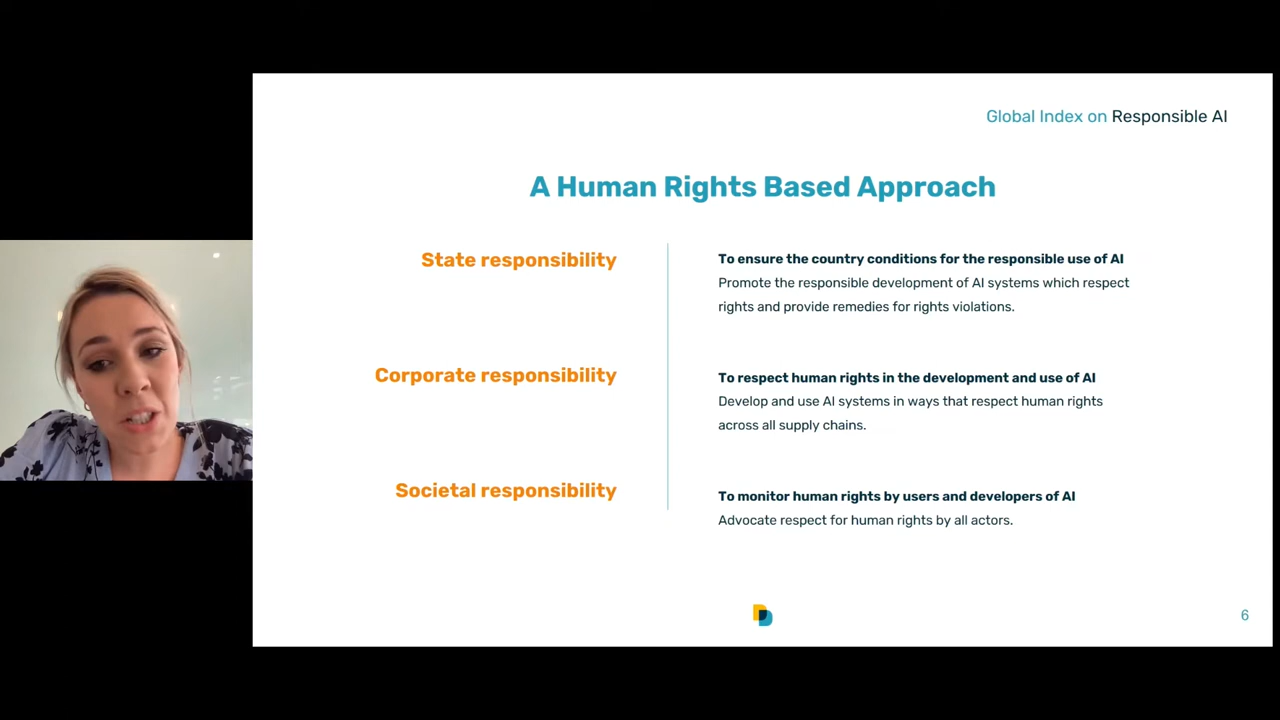 Global Index on Responsible AI
A Human Rights Based Approach
State responsibility
To ensure the country conditions for the responsible use of AI
Promote the responsible development of AI systems which respect
rights and provide remedies for rights violations.
Corporate responsibility
To respect human rights in the development and use of AI
Develop and use AI systems in ways that respect human rights
across all supply chains.
Societal responsibility
To monitor human rights by users and developers of AI
Advocate respect for human rights by all actors.
6